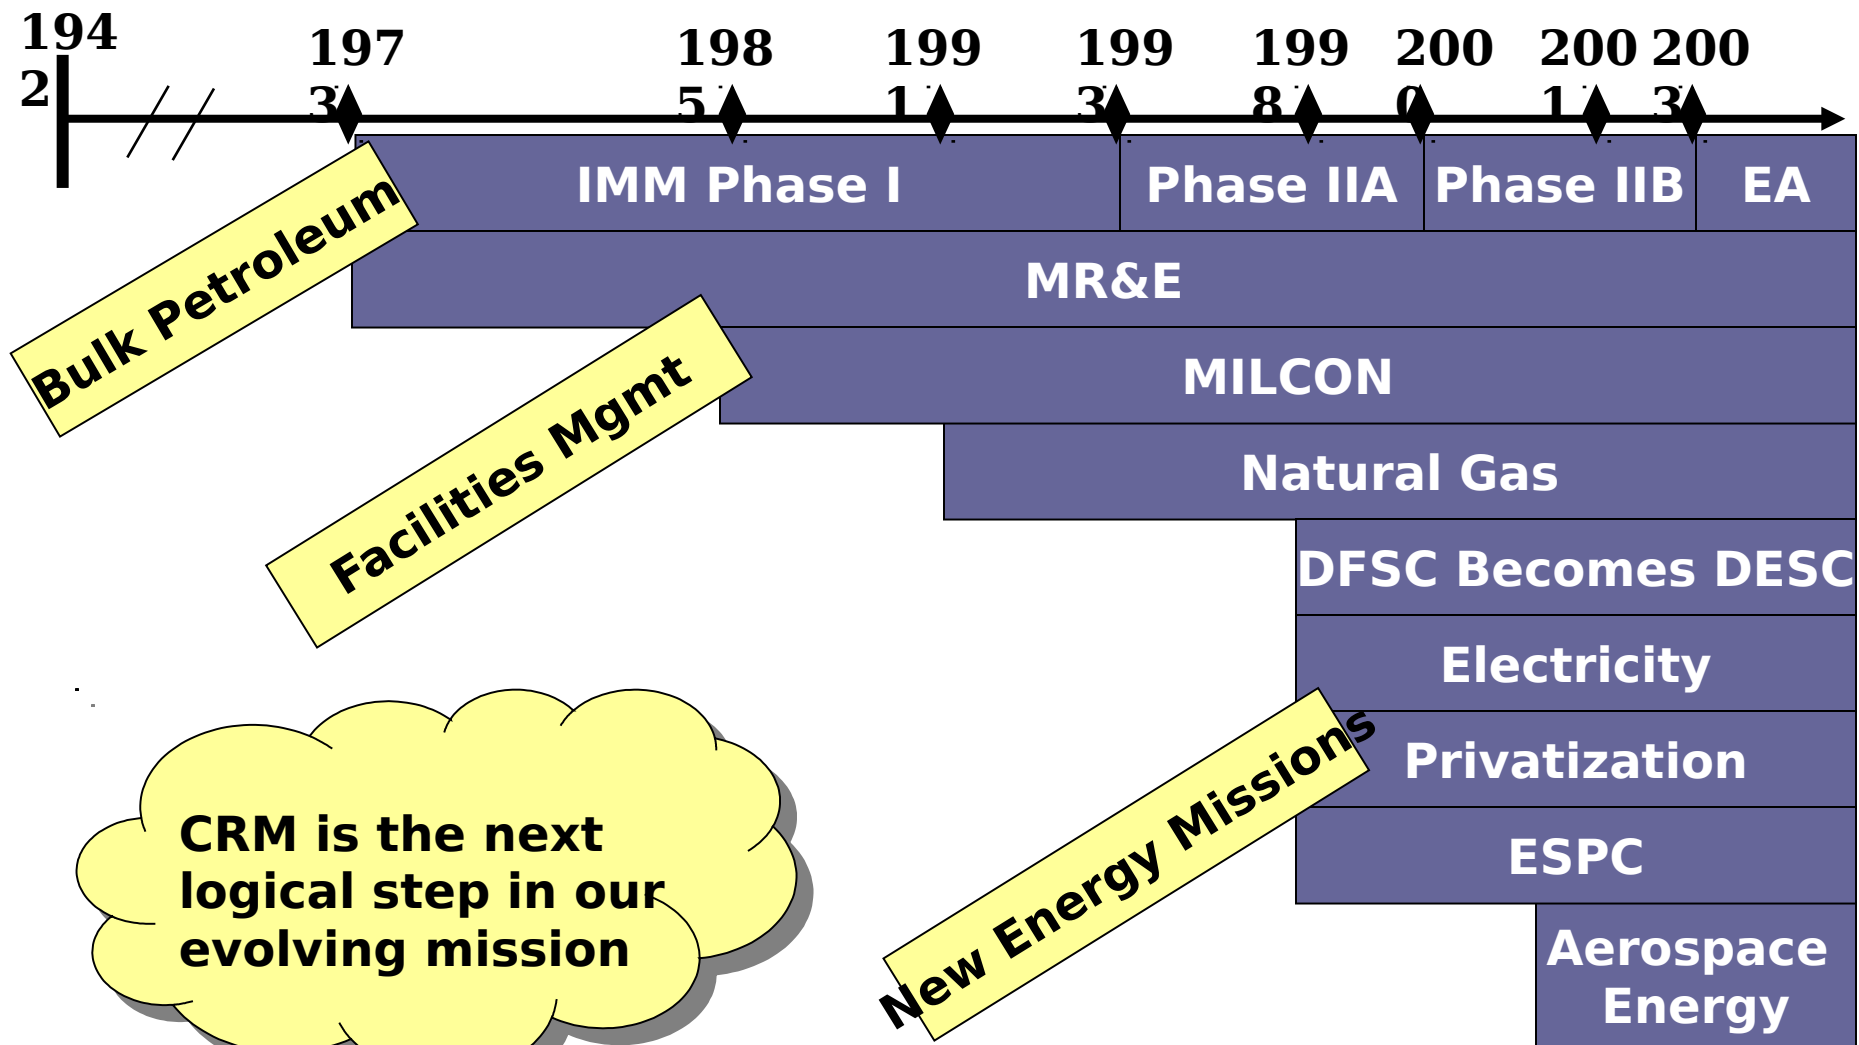 1942
1973
1985
1991
1993
1998
2000
2001
2003
IMM Phase I
Phase IIA
Phase IIB
EA
Bulk Petroleum
MR&E
MILCON
Facilities Mgmt
Natural Gas
DFSC Becomes DESC
Electricity
Privatization
New Energy Missions
ESPC
Aerospace
Energy
CRM is the next
logical step in our
evolving mission